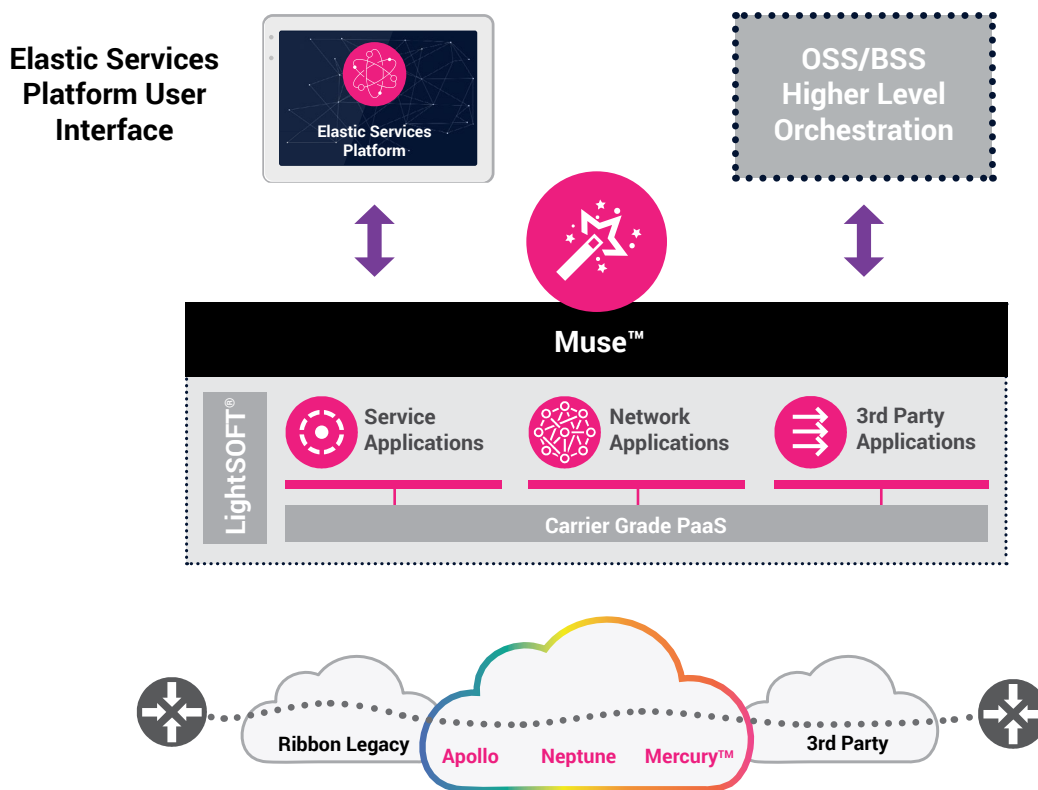 Elastic Services
Platform User
Interface
Elastic Services
Platform
OSS/BSS
Higher Level
Orchestration
Muse™
LightSOFT®
Service
Applications
Network
Applications
3rd Party
Applications
Carrier Grade PaaS
Ribbon Legacy
Apollo
Neptune
Mercury™
3rd Party